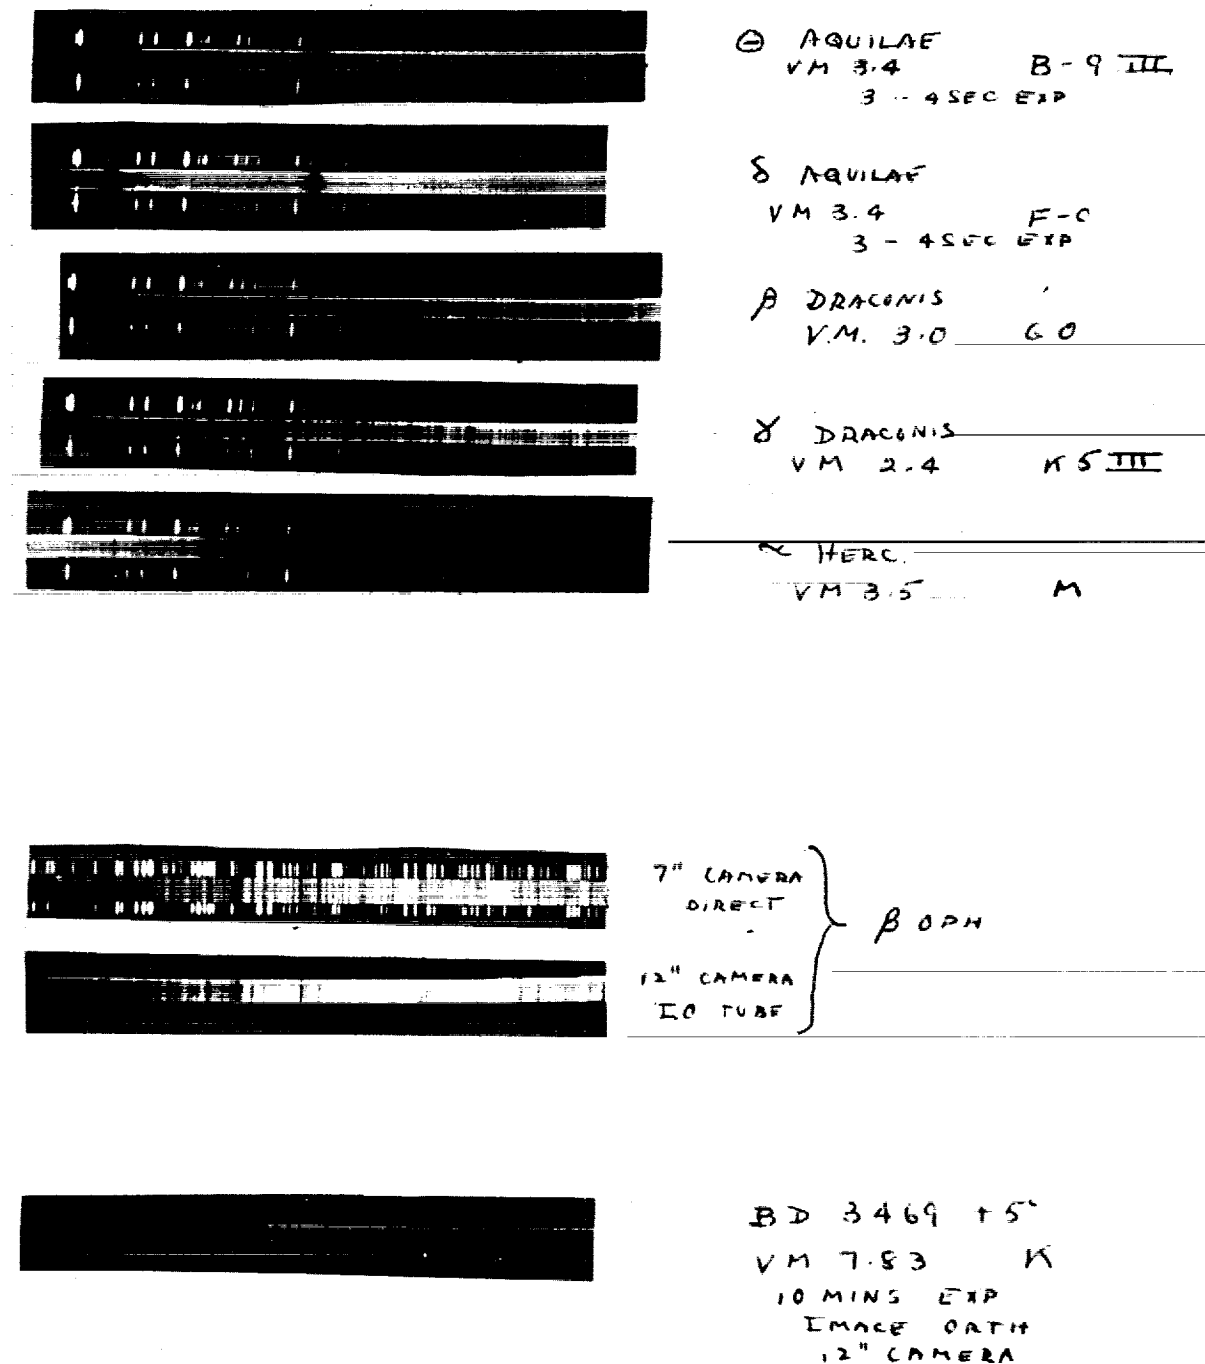 Θ AQUILAE
VM 3.4 B-9 III
3 - 4 SEC EXP
δ AQUILAE
VM 3.4 F-C
3 - 4 SEC EXP
β DRACONIS
V.M. 3.0 G O
γ DRACONIS
VM 2.4 K 5 III
α HERC.
VM 3.5 M
7" CAMERA
DIRECT
β OPH
12" CAMERA
IO TUBE
BD 3469 +5°
VM 7.83 K
10 MINS EXP
IMAGE ORTH
12" CAMERA